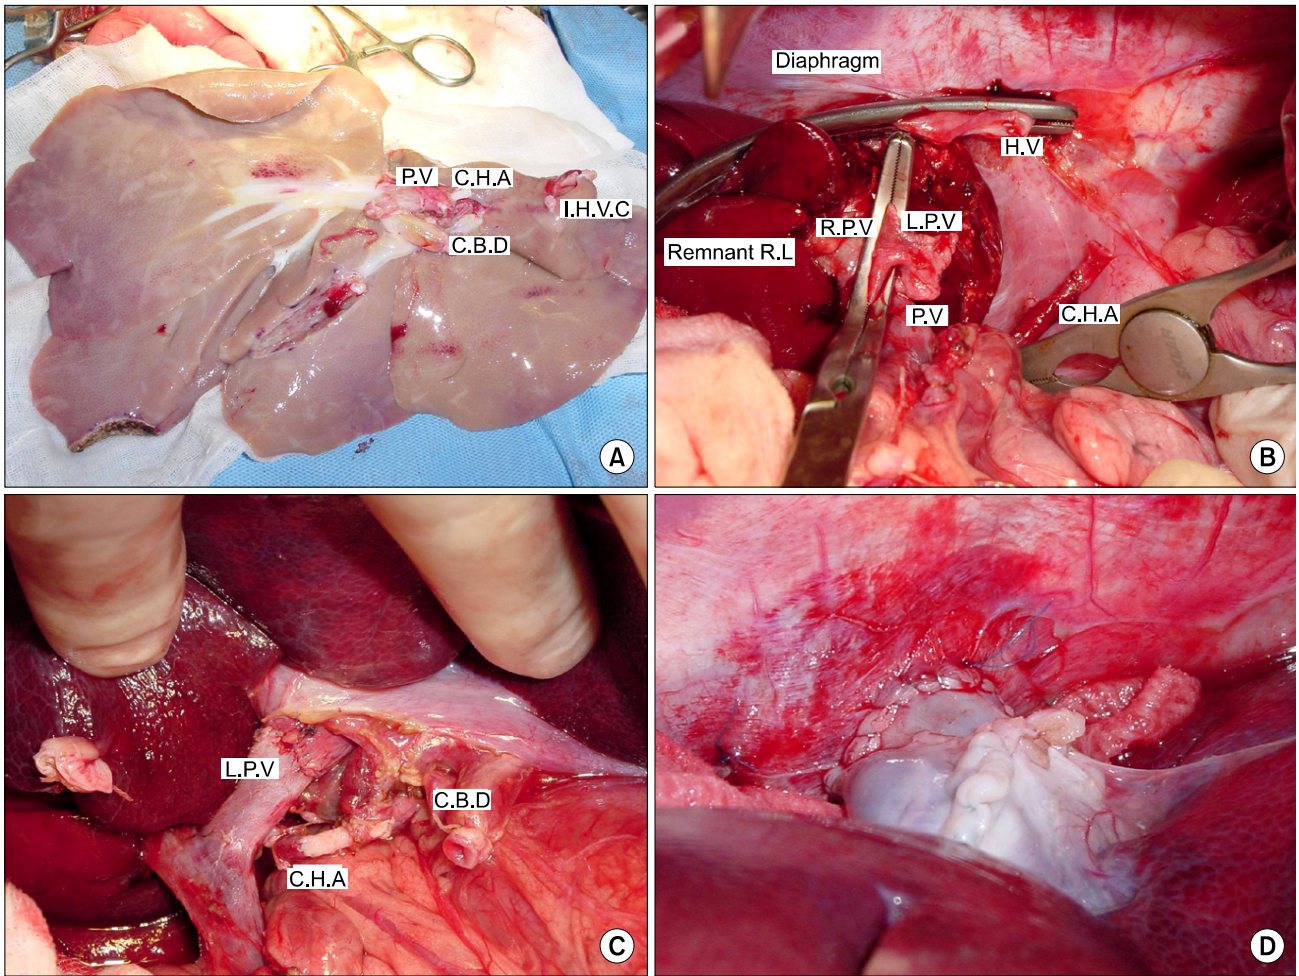 P.V
C.H.A
I.H.V.C
C.B.D
A
Diaphragm
H.V
R.P.V
L.P.V
Remnant R.L
P.V
C.H.A
B
L.P.V
C.B.D
C.H.A
C
D